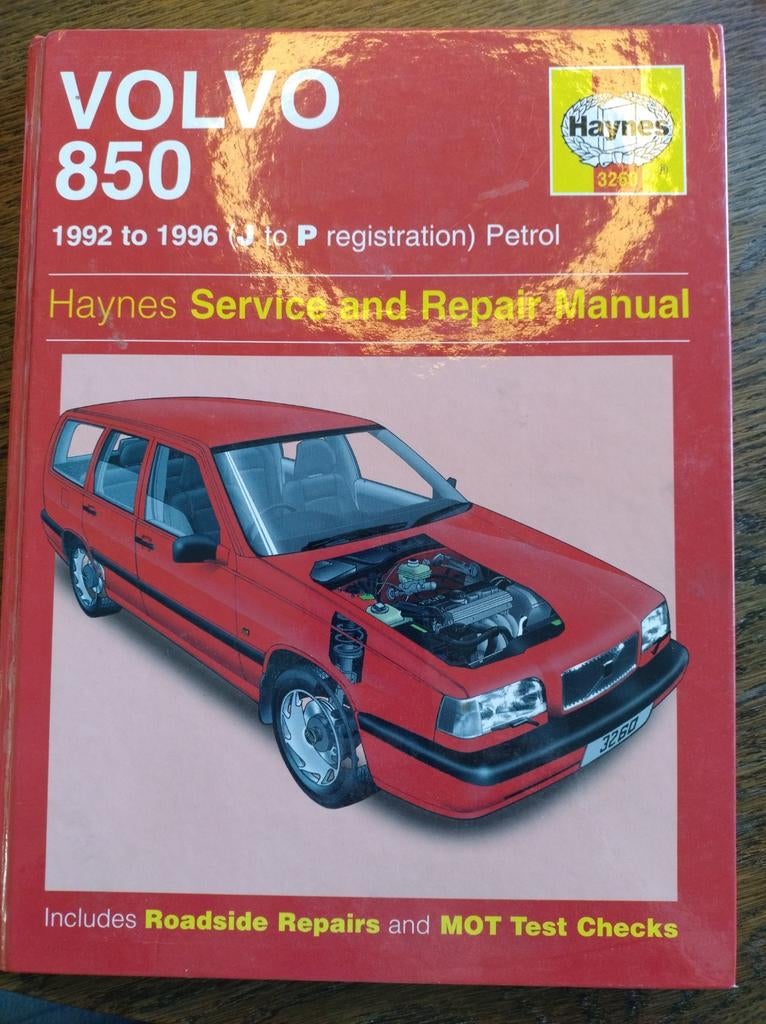 VOLVO
850
Haynes
3260
®
1992 to 1996 (J to P registration) Petrol
Haynes Service and Repair Manual
3260
Includes Roadside Repairs and MOT Test Checks